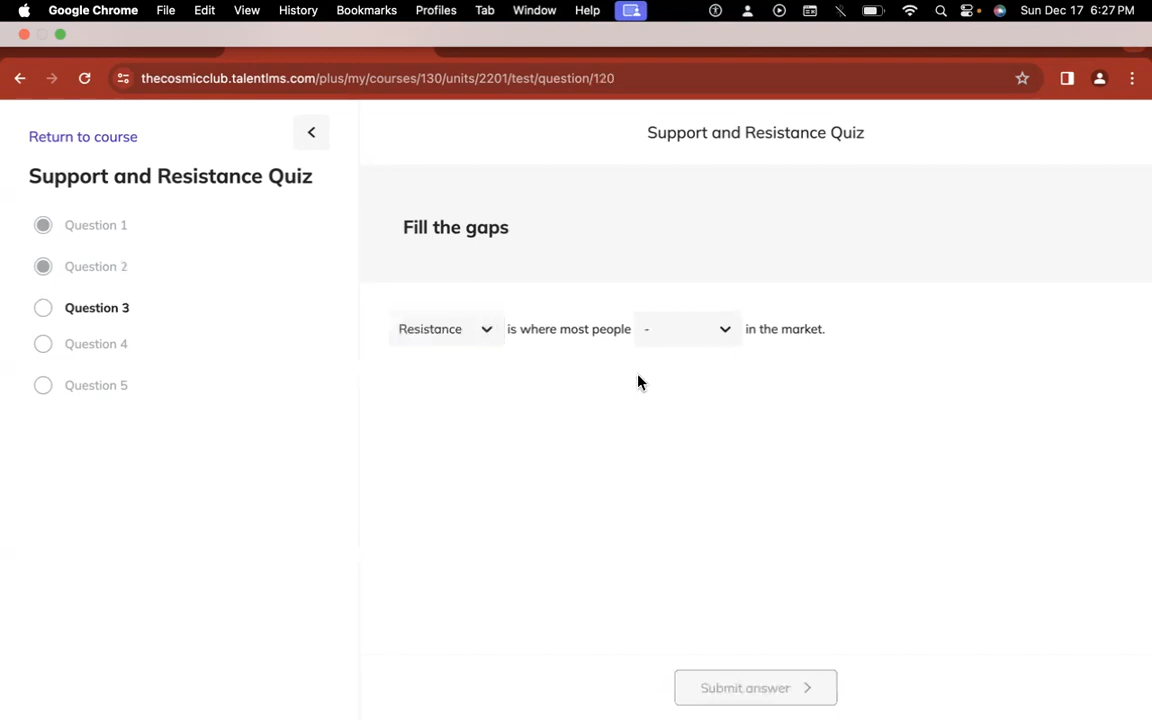 Google Chrome File Edit View History Bookmarks Profiles Tab Window Help Sun Dec 17 6:27 PM
thecosmicclub.talentlms.com/plus/my/courses/130/units/2201/test/question/120
Return to course
Support and Resistance Quiz
Question 1
Question 2
Question 3
Question 4
Question 5
Support and Resistance Quiz
Fill the gaps
Resistance is where most people - in the market.
Submit answer